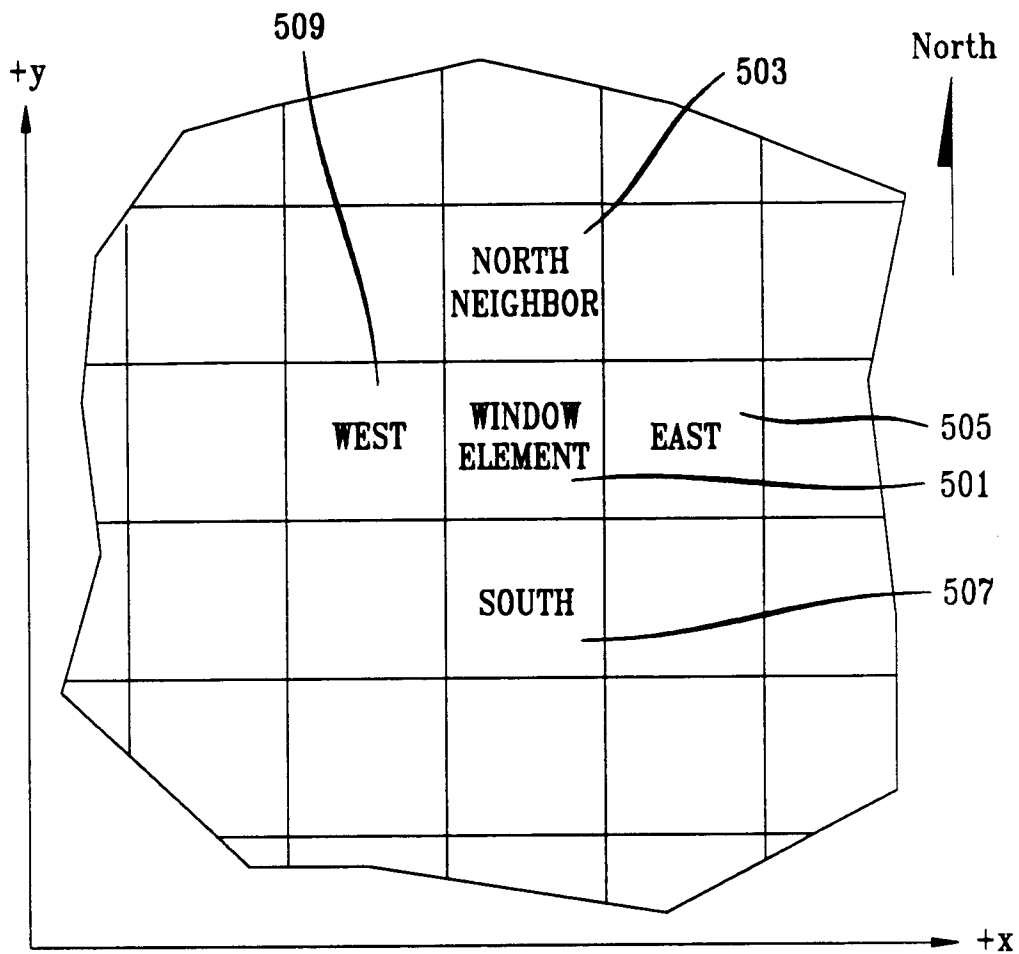 509
North
+y
503
NORTH
NEIGHBOR
WEST
WINDOW
ELEMENT
EAST
505
501
SOUTH
507
+x